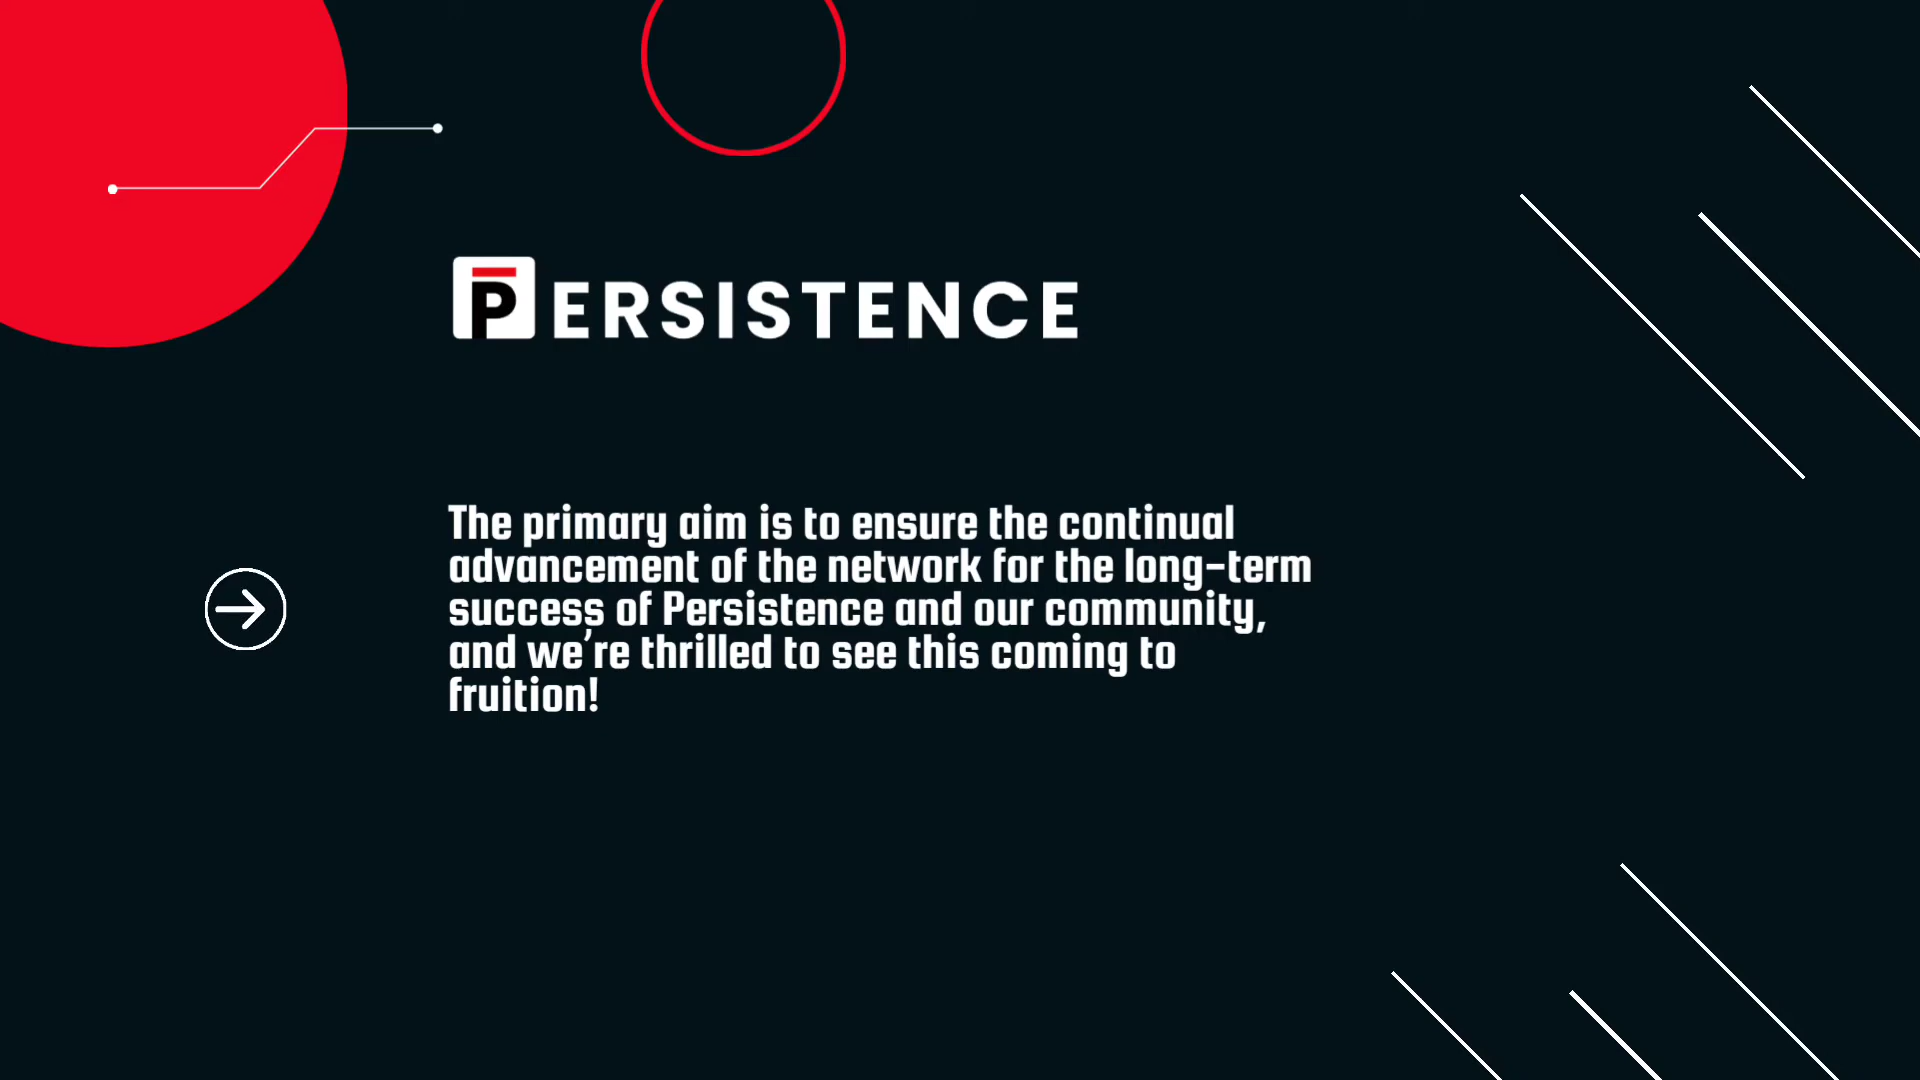 PERSISTENCE
The primary aim is to ensure the continual
advancement of the network for the long-term
success of Persistence and our community,
and we're thrilled to see this coming to
fruition!